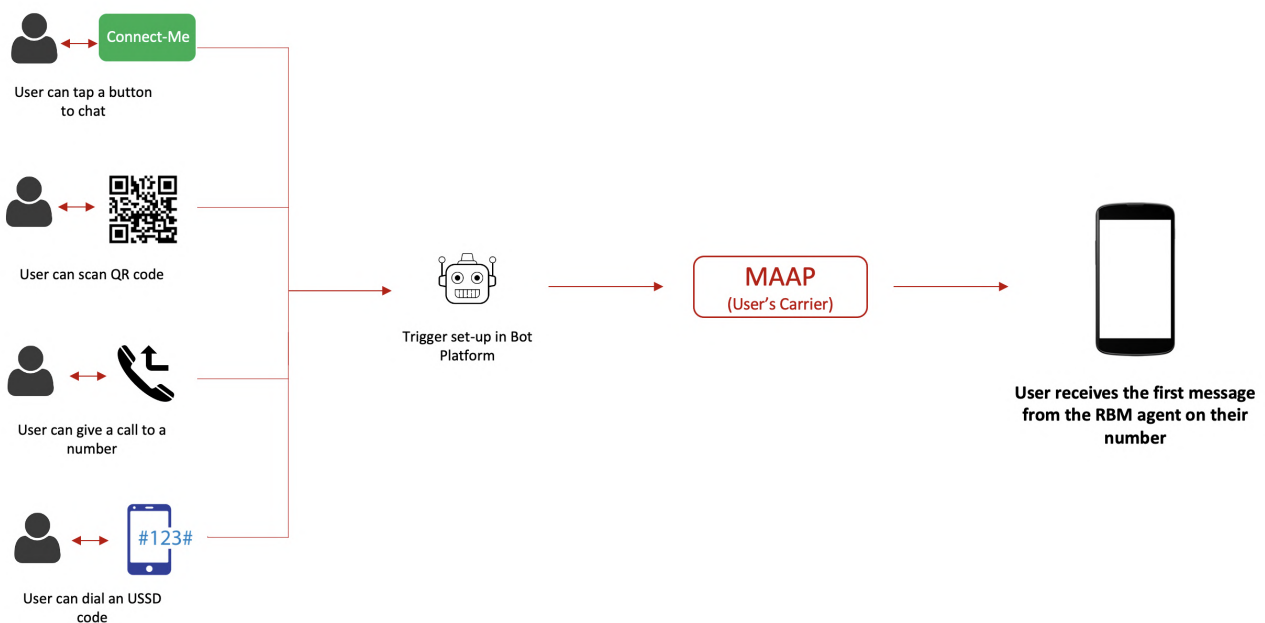 Connect-Me
User can tap a button
to chat
User can scan QR code
User can give a call to a
number
#123#
User can dial an USSD
code
Trigger set-up in Bot
Platform
MAAP
(User's Carrier)
User receives the first message
from the RBM agent on their
number